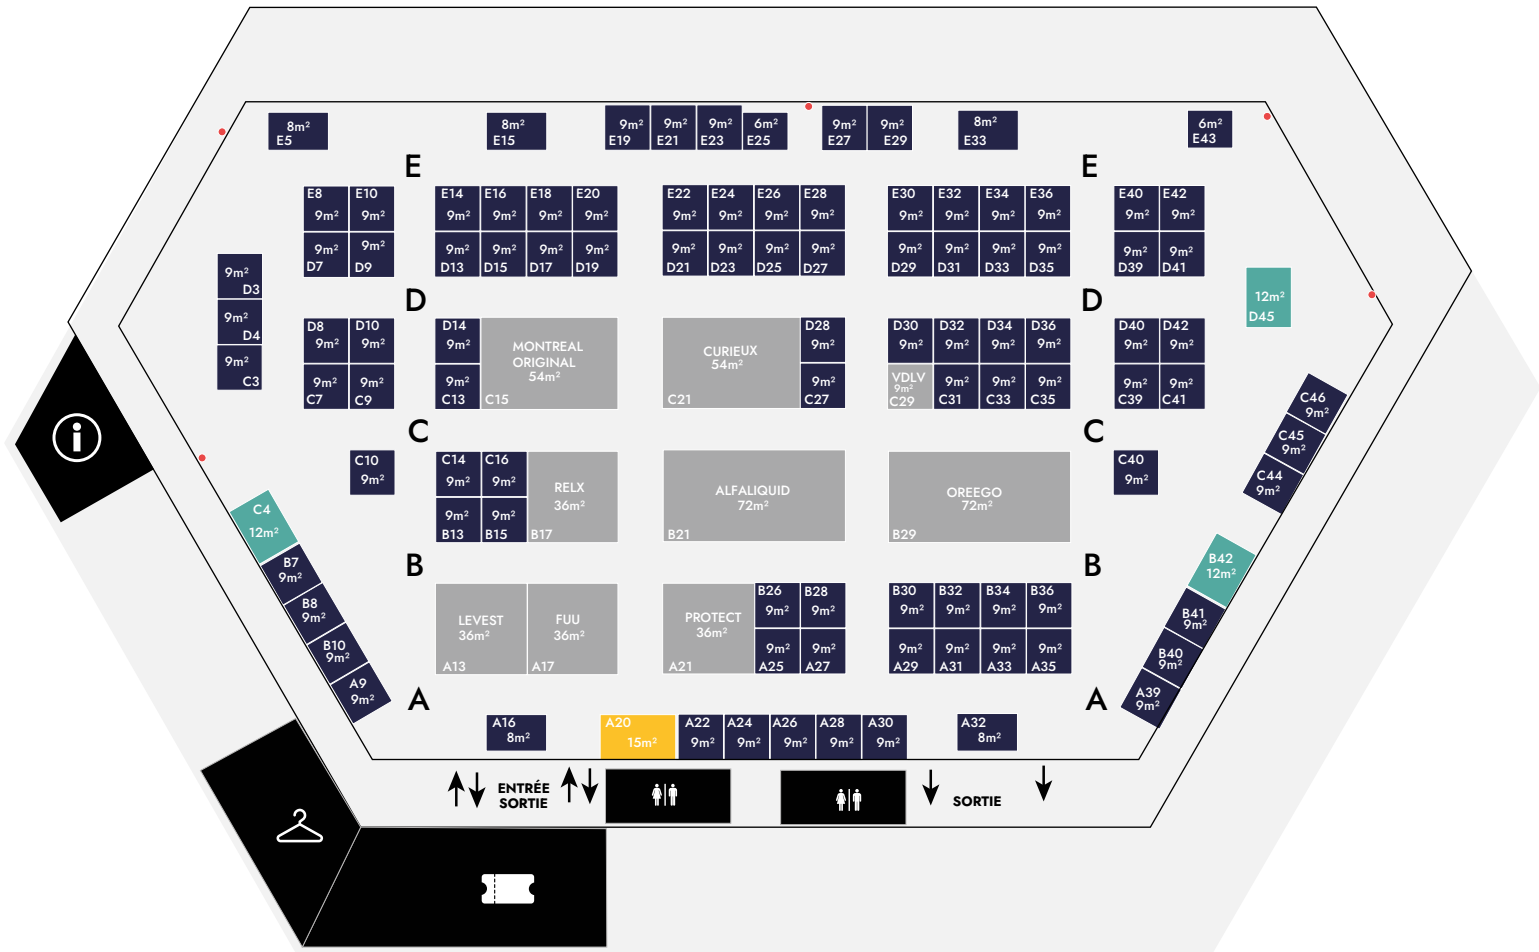 8m²
E5
8m²
E15
9m²
E19
9m²
E21
9m²
E23
6m²
E25
9m²
E27
9m²
E29
8m²
E33
6m²
E43
E
E
E8
9m²
E10
9m²
E14
9m²
E16
9m²
E18
9m²
E20
9m²
E22
9m²
E24
9m²
E26
9m²
E28
9m²
E30
9m²
E32
9m²
E34
9m²
E36
9m²
E40
9m²
E42
9m²
9m²
D7
9m²
D9
9m²
D13
9m²
D15
9m²
D17
9m²
D19
9m²
D21
9m²
D23
9m²
D25
9m²
D27
9m²
D29
9m²
D31
9m²
D33
9m²
D35
9m²
D39
9m²
D41
9m²
D3
9m²
D4
9m²
C3
12m²
D45
D
D
D8
9m²
D10
9m²
D14
9m²
MONTREAL
ORIGINAL
54m²
C15
CURIEUX
54m²
C21
D28
9m²
D30
9m²
D32
9m²
D34
9m²
D36
9m²
D40
9m²
D42
9m²
9m²
C7
9m²
C9
9m²
C13
9m²
C27
VDLV
9m²
C29
9m²
C31
9m²
C33
9m²
C35
9m²
C39
9m²
C41
C46
9m²
C45
9m²
C44
9m²
C
C
C10
9m²
C14
9m²
C16
9m²
RELX
36m²
B17
ALFALIQUID
72m²
B21
OREEGO
72m²
B29
C40
9m²
9m²
B13
9m²
B15
C4
12m²
B7
9m²
B8
9m²
B10
9m²
A9
9m²
B
B
B42
12m²
B41
9m²
B40
9m²
A39
9m²
LEVEST
36m²
A13
FUU
36m²
A17
PROTECT
36m²
A21
B26
9m²
B28
9m²
B30
9m²
B32
9m²
B34
9m²
B36
9m²
9m²
A25
9m²
A27
9m²
A29
9m²
A31
9m²
A33
9m²
A35
A
A
A16
8m²
A20
15m²
A22
9m²
A24
9m²
A26
9m²
A28
9m²
A30
9m²
A32
8m²
ENTRÉE
SORTIE
SORTIE